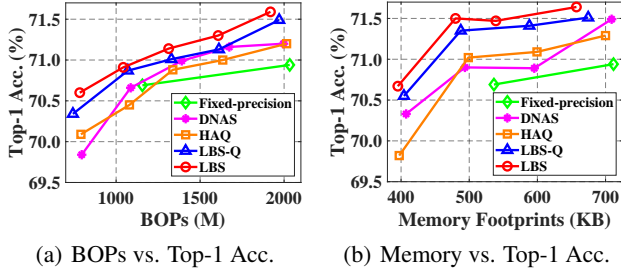 71.5
71.0
70.5
70.0
69.5
Top-1 Acc. (%)
1000
1500
2000
BOPs (M)
Fixed-precision
DNAS
HAQ
LBS-Q
LBS
(a) BOPs vs. Top-1 Acc.
71.5
71.0
70.5
70.0
69.5
Top-1 Acc. (%)
400
500
600
700
Memory Footprints (KB)
Fixed-precision
DNAS
HAQ
LBS-Q
LBS
(b) Memory vs. Top-1 Acc.